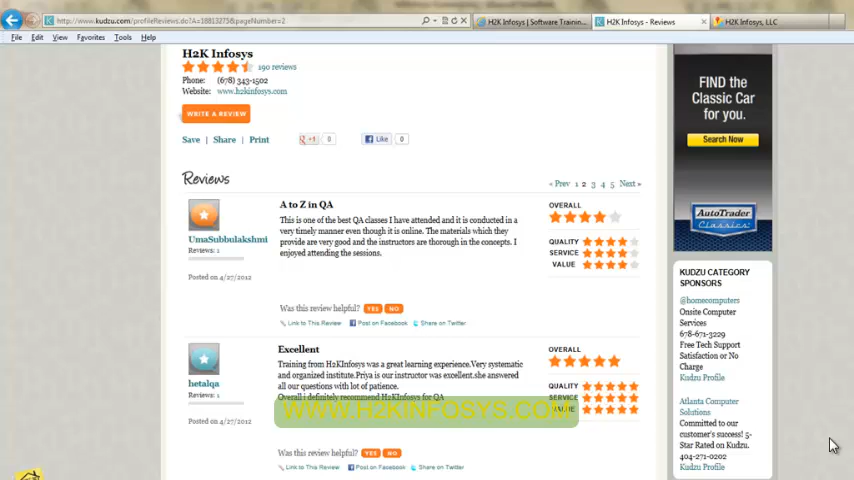 http://www.kudzu.com/profileReviews.do?A=18813275&pageNumber=2
H2K Infosys | Software Trainin...
H2K Infosys - Reviews
H2K Infosys, LLC
File Edit View Favorites Tools Help
H2K Infosys
190 reviews
Phone: (678) 343-1502
Website: www.h2kinfosys.com
WRITE A REVIEW
Save | Share | Print
+1 0
Like 0
Reviews
« Prev 1 2 3 4 5 Next »
A to Z in QA
This is one of the best QA classes I have attended and it is conducted in a
very timely manner even though it is online. The materials which they
provide are very good and the instructors are thorough in the concepts. I
enjoyed attending the sessions.
UmaSubbulakshmi
Reviews: 1
Posted on 4/27/2012
OVERALL
QUALITY
SERVICE
VALUE
Was this review helpful? YES NO
Link to This Review Post on Facebook Share on Twitter
Excellent
Training from H2KInfosys was a great learning experience.Very systematic
and organized institute.Priya is our instructor was excellent.she answered
all our questions with lot of patience.
Overall i definitely recommend H2KInfosys for QA
WWW.H2KINFOSYS.COM
hetalqa
Reviews: 1
Posted on 4/27/2012
OVERALL
QUALITY
SERVICE
VALUE
Was this review helpful? YES NO
Link to This Review Post on Facebook Share on Twitter
FIND the
Classic Car
for you.
Search Now
AutoTrader
Classics
KUDZU CATEGORY
SPONSORS
@homecomputers
Onsite Computer
Services
678-671-3229
Free Tech Support
Satisfaction or No
Charge
Kudzu Profile
Atlanta Computer
Solutions
Committed to our
customer's success! 5-
Star Rated on Kudzu.
404-271-0202
Kudzu Profile